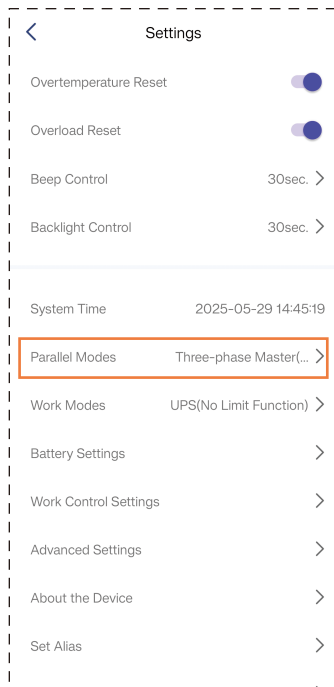 Settings
Overtemperature Reset
Overload Reset
Beep Control 30sec.
Backlight Control 30sec.
System Time 2025-05-29 14:45:19
Parallel Modes Three-phase Master(...
Work Modes UPS(No Limit Function)
Battery Settings
Work Control Settings
Advanced Settings
About the Device
Set Alias